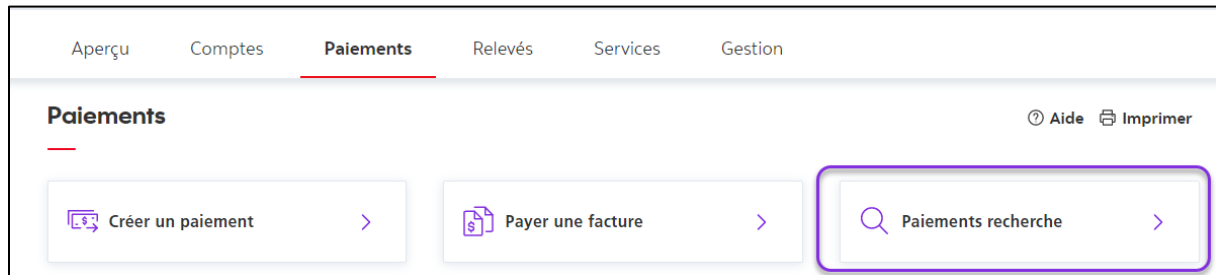 Aperçu Comptes Paiements Relevés Services Gestion
Paiements
Aide Imprimer
Créer un paiement
Payer une facture
Paiements recherche